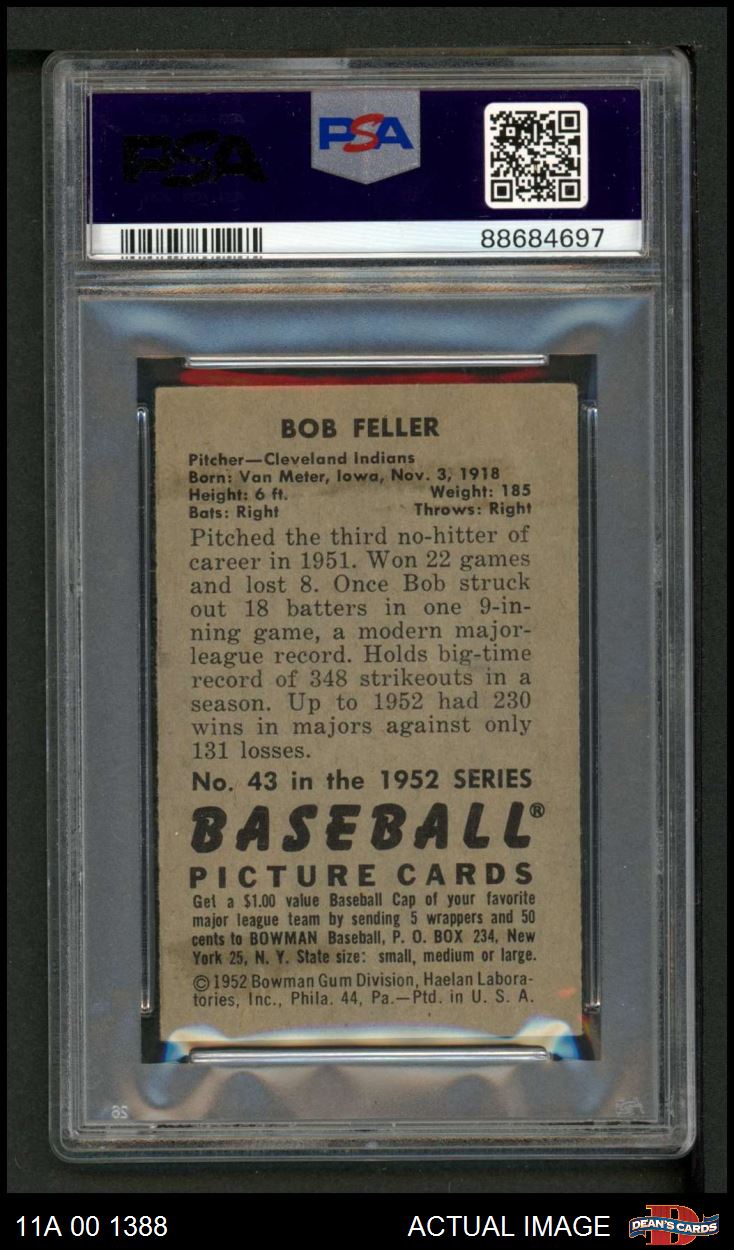 PSA
PSA
88684697
BOB FELLER
Pitcher—Cleveland Indians
Born: Van Meter, Iowa, Nov. 3, 1918
Height: 6 ft. Weight: 185
Bats: Right Throws: Right
Pitched the third no-hitter of
career in 1951. Won 22 games
and lost 8. Once Bob struck
out 18 batters in one 9-in-
ning game, a modern major-
league record. Holds big-time
record of 348 strikeouts in a
season. Up to 1952 had 230
wins in majors against only
131 losses.
No. 43 in the 1952 SERIES
BASEBALL®
PICTURE CARDS
Get a $1.00 value Baseball Cap of your favorite
major league team by sending 5 wrappers and 50
cents to BOWMAN Baseball, P. O. BOX 234, New
York 25, N. Y. State size: small, medium or large.
©1952 Bowman Gum Division, Haelan Labora-
tories, Inc., Phila. 44, Pa.—Ptd. in U. S. A.
26
11A 00 1388 ACTUAL IMAGE DEAN'S CARDS